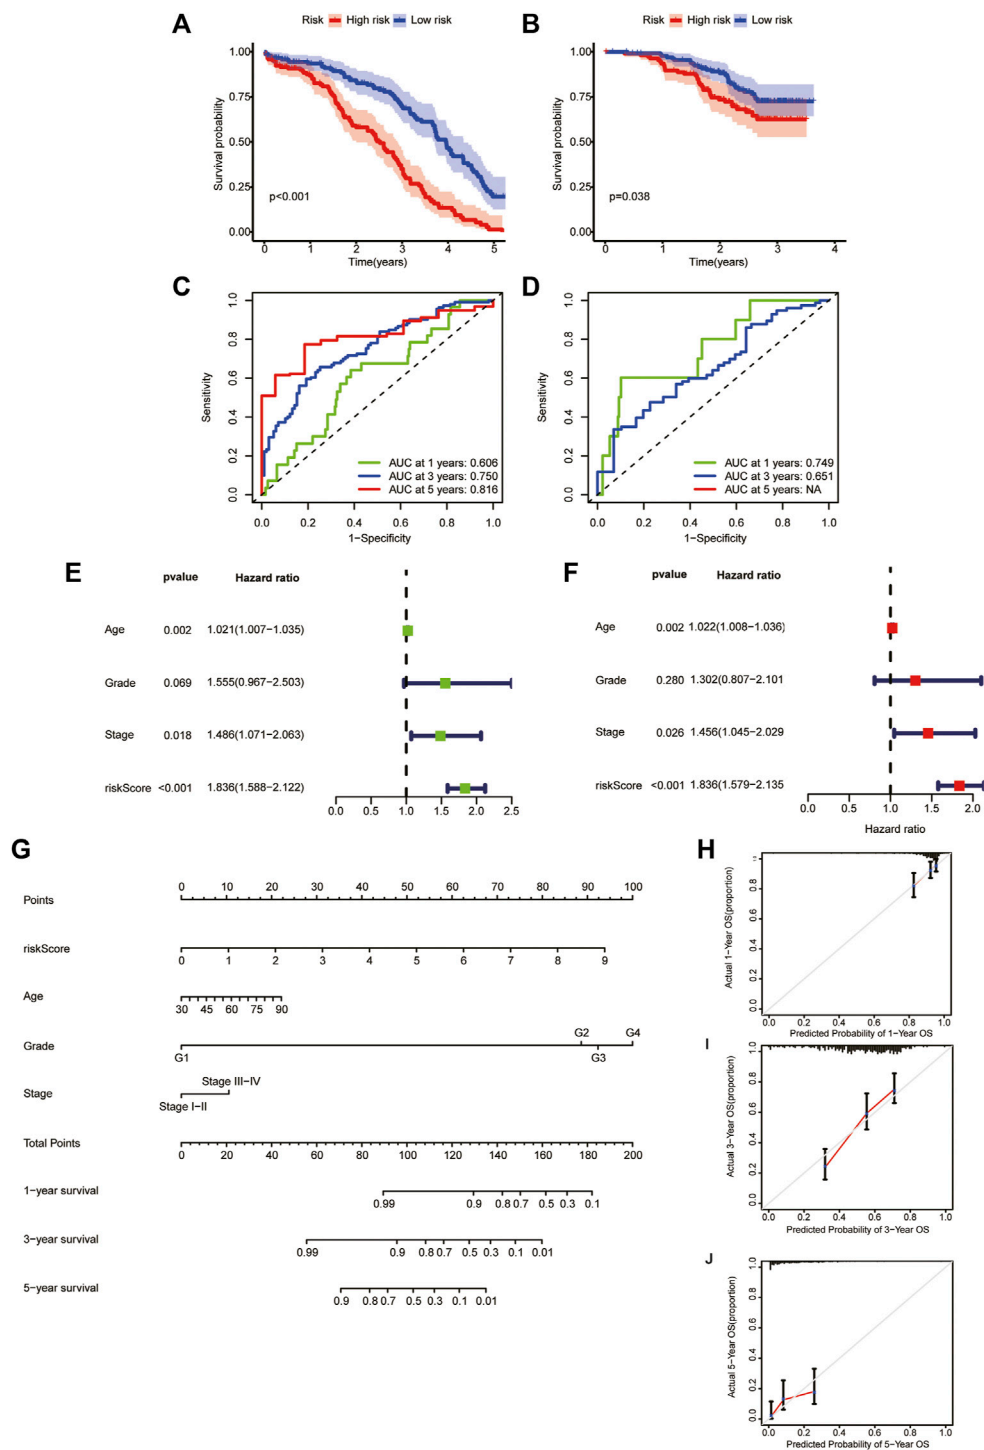 A
Risk High risk Low risk
Survival probability
1.00
0.75
0.50
0.25
0.00
p<0.001
0 1 2 3 4 5
Time(years)
B
Risk High risk Low risk
Survival probability
1.00
0.75
0.50
0.25
0.00
p=0.038
0 1 2 3 4
Time(years)
C
Sensitivity
1.0
0.8
0.6
0.4
0.2
0.0
AUC at 1 years: 0.606
AUC at 3 years: 0.750
AUC at 5 years: 0.816
0.0 0.2 0.4 0.6 0.8 1.0
1−Specificity
D
Sensitivity
1.0
0.8
0.6
0.4
0.2
0.0
AUC at 1 years: 0.749
AUC at 3 years: 0.651
AUC at 5 years: NA
0.0 0.2 0.4 0.6 0.8 1.0
1−Specificity
E
pvalue Hazard ratio
Age 0.002 1.021(1.007−1.035)
Grade 0.069 1.555(0.967−2.503)
Stage 0.018 1.486(1.071−2.063)
riskScore <0.001 1.836(1.588−2.122)
0.0 0.5 1.0 1.5 2.0 2.5
F
pvalue Hazard ratio
Age 0.002 1.022(1.008−1.036)
Grade 0.280 1.302(0.807−2.101
Stage 0.026 1.456(1.045−2.029
riskScore <0.001 1.836(1.579−2.135
0.0 0.5 1.0 1.5 2.0
Hazard ratio
G
Points 0 10 20 30 40 50 60 70 80 90 100
riskScore
0 1 2 3 4 5 6 7 8 9
Age
30 45 60 75 90
Grade
G2 G4
G1 G3
Stage
Stage III−IV
Stage I−II
Total Points
0 20 40 60 80 100 120 140 160 180 200
1−year survival
0.99 0.9 0.8 0.7 0.5 0.3 0.1
3−year survival
0.99 0.9 0.8 0.7 0.5 0.3 0.1 0.01
5−year survival
0.9 0.8 0.7 0.5 0.3 0.1 0.01
H
Actual 1−Year OS(proportion)
1.0
0.8
0.6
0.4
0.2
0.0
0.0 0.2 0.4 0.6 0.8 1.0
Predicted Probability of 1−Year OS
I
Actual 3−Year OS(proportion)
1.0
0.8
0.6
0.4
0.2
0.0
0.0 0.2 0.4 0.6 0.8 1.0
Predicted Probability of 3−Year OS
J
Actual 5−Year OS(proportion)
1.0
0.8
0.6
0.4
0.2
0.0
0.0 0.2 0.4 0.6 0.8 1.0
Predicted Probability of 5−Year OS